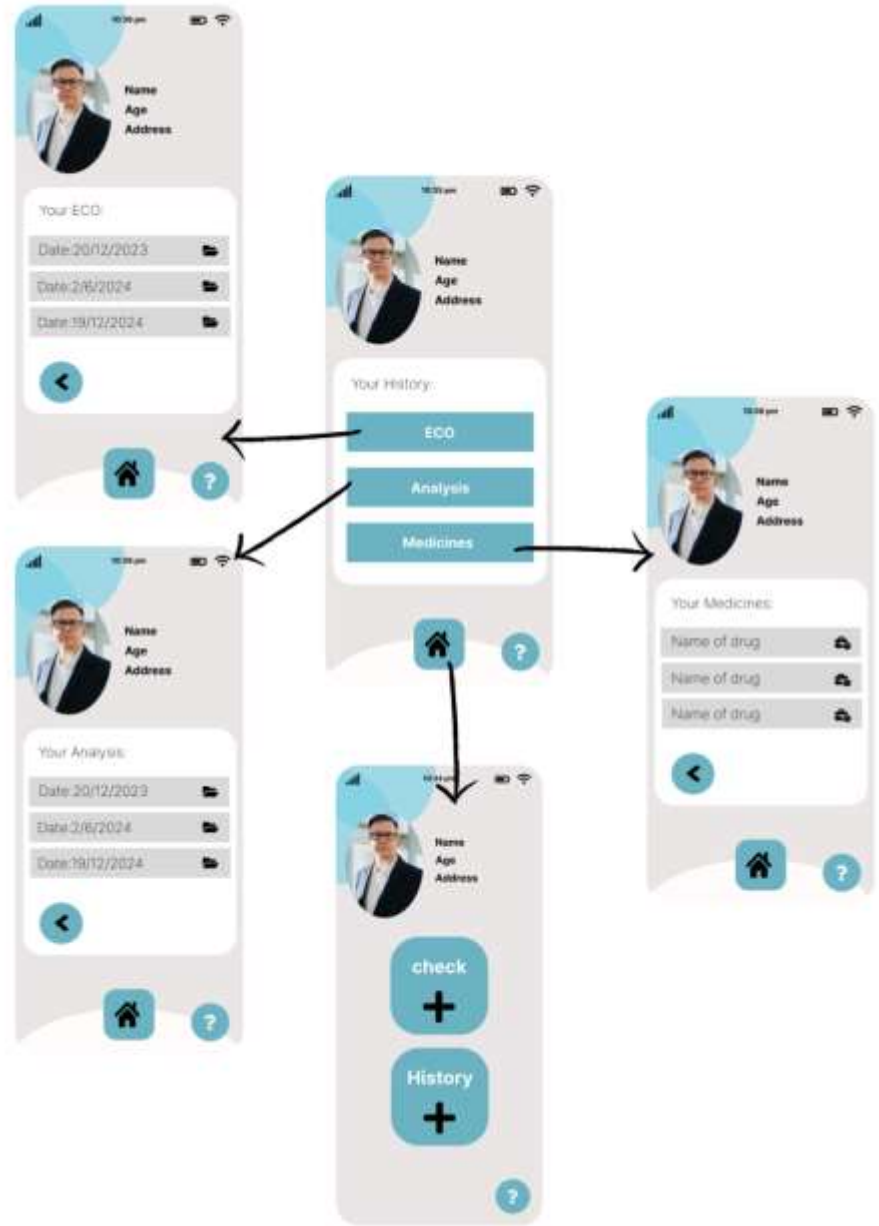 10:36 pm
Name
Age
Address
Your ECO:
Date:20/12/2023
Date:2/6/2024
Date:19/12/2024
?
Name
Age
Address
Your History:
ECO
Analysis
Medicines
?
Name
Age
Address
Your Medicines:
Name of drug
Name of drug
Name of drug
?
Name
Age
Address
Your Analysis:
Date:20/12/2023
Date:2/6/2024
Date:19/12/2024
?
Name
Age
Address
check
History
?